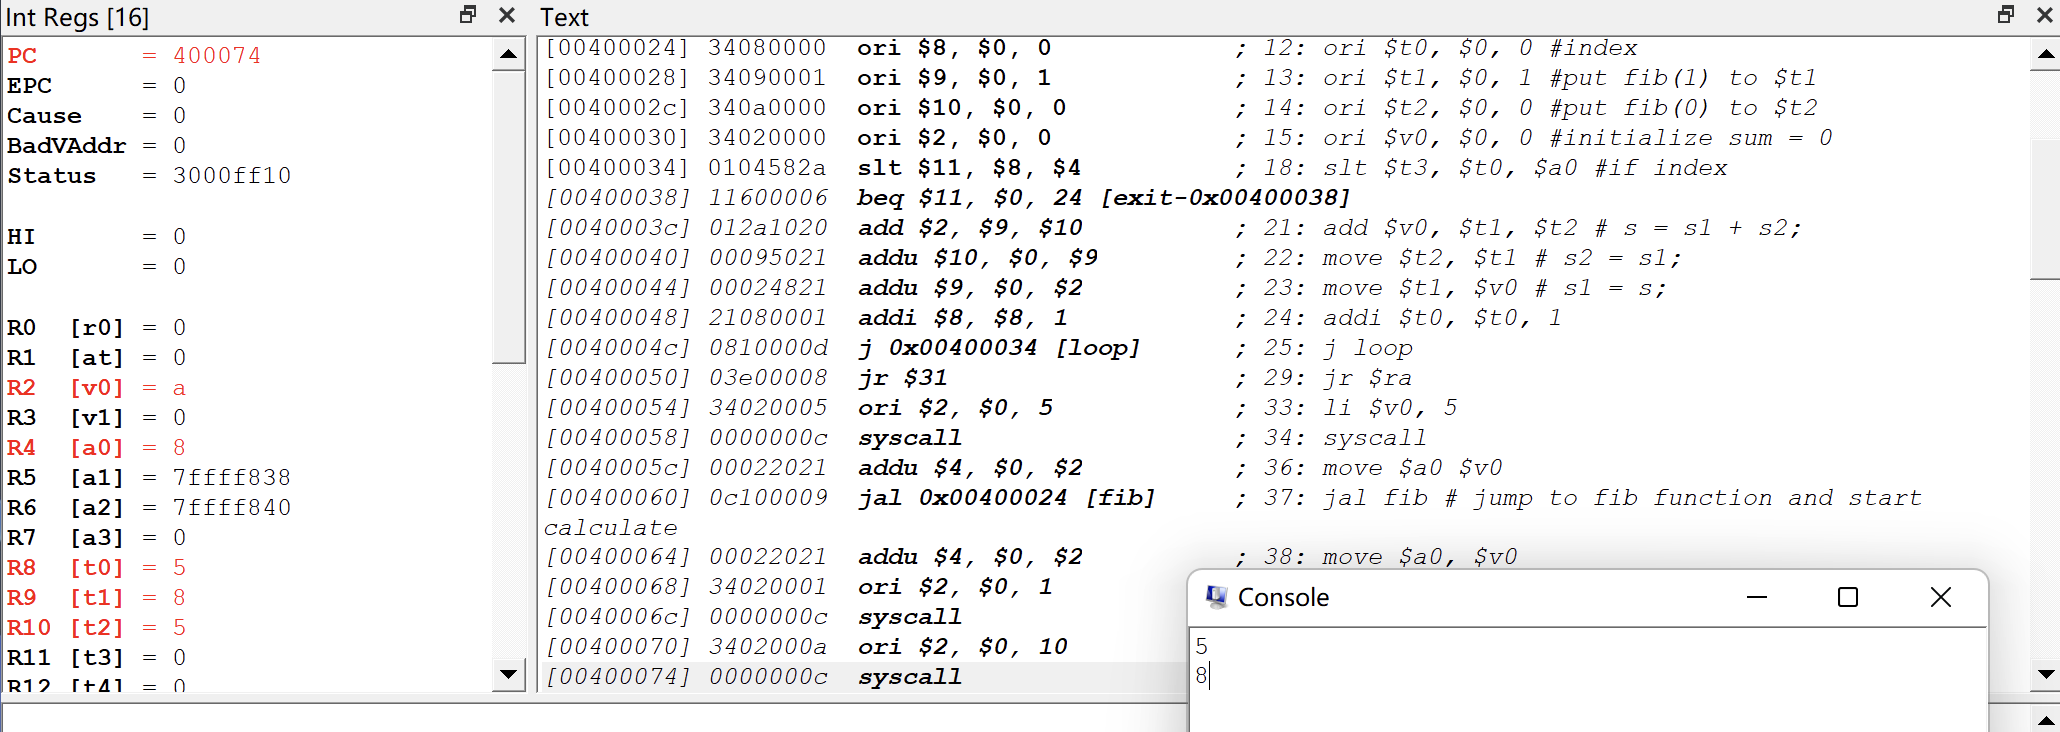 Int Regs [16]
PC = 400074
EPC = 0
Cause = 0
BadVAddr = 0
Status = 3000ff10
HI = 0
LO = 0
R0 [r0] = 0
R1 [at] = 0
R2 [v0] = a
R3 [v1] = 0
R4 [a0] = 8
R5 [a1] = 7ffff838
R6 [a2] = 7ffff840
R7 [a3] = 0
R8 [t0] = 5
R9 [t1] = 8
R10 [t2] = 5
R11 [t3] = 0
R12 [t4] = 0
Text
[00400024] 34080000 ori $8, $0, 0 ; 12: ori $t0, $0, 0 #index
[00400028] 34090001 ori $9, $0, 1 ; 13: ori $t1, $0, 1 #put fib(1) to $t1
[0040002c] 340a0000 ori $10, $0, 0 ; 14: ori $t2, $0, 0 #put fib(0) to $t2
[00400030] 34020000 ori $2, $0, 0 ; 15: ori $v0, $0, 0 #initialize sum = 0
[00400034] 0104582a slt $11, $8, $4 ; 18: slt $t3, $t0, $a0 #if index
[00400038] 11600006 beq $11, $0, 24 [exit-0x00400038]
[0040003c] 012a1020 add $2, $9, $10 ; 21: add $v0, $t1, $t2 # s = s1 + s2;
[00400040] 00095021 addu $10, $0, $9 ; 22: move $t2, $t1 # s2 = s1;
[00400044] 00024821 addu $9, $0, $2 ; 23: move $t1, $v0 # s1 = s;
[00400048] 21080001 addi $8, $8, 1 ; 24: addi $t0, $t0, 1
[0040004c] 0810000d j 0x00400034 [loop] ; 25: j loop
[00400050] 03e00008 jr $31 ; 29: jr $ra
[00400054] 34020005 ori $2, $0, 5 ; 33: li $v0, 5
[00400058] 0000000c syscall ; 34: syscall
[0040005c] 00022021 addu $4, $0, $2 ; 36: move $a0 $v0
[00400060] 0c100009 jal 0x00400024 [fib] ; 37: jal fib # jump to fib function and start
calculate
[00400064] 00022021 addu $4, $0, $2 ; 38: move $a0, $v0
[00400068] 34020001 ori $2, $0, 1
[0040006c] 0000000c syscall
[00400070] 3402000a ori $2, $0, 10
[00400074] 0000000c syscall
Console
5
8